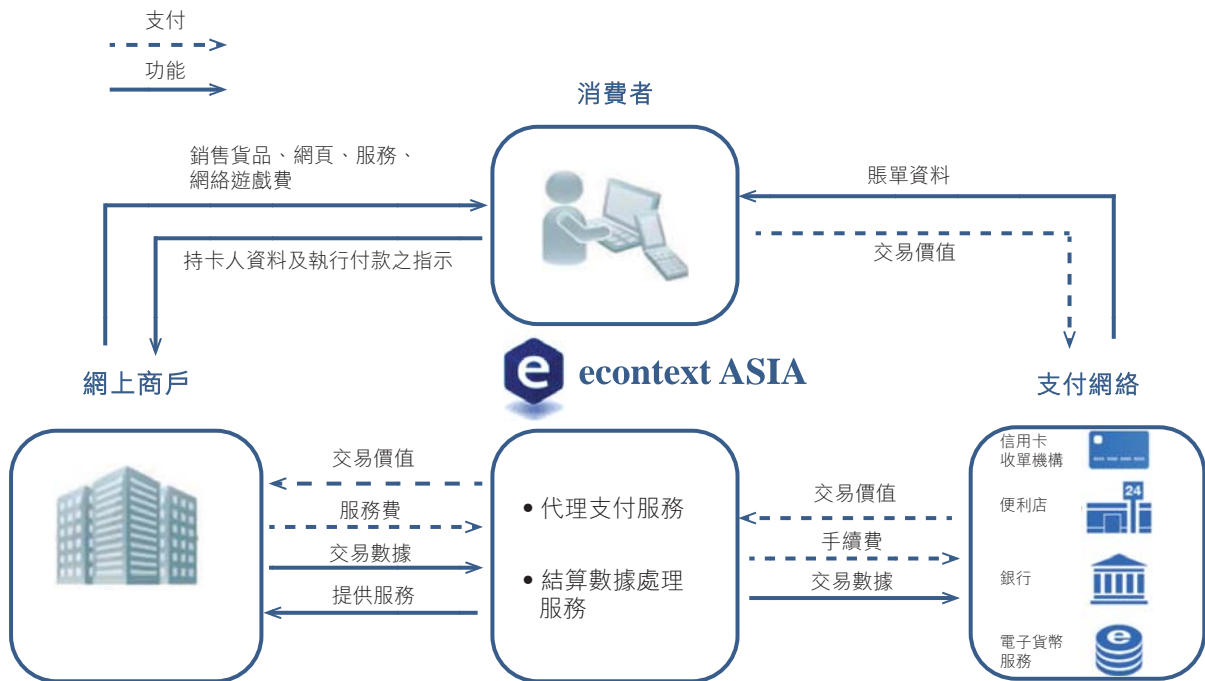 支付
功能
消費者
銷售貨品、網頁、服務、
網絡遊戲費
持卡人資料及執行付款之指示
賬單資料
交易價值
網上商戶
e econtext ASIA
支付網絡
交易價值
服務費
交易數據
提供服務
• 代理支付服務
• 結算數據處理
服務
交易價值
手續費
交易數據
信用卡
收單機構
24
便利店
銀行
電子貨幣
服務
e